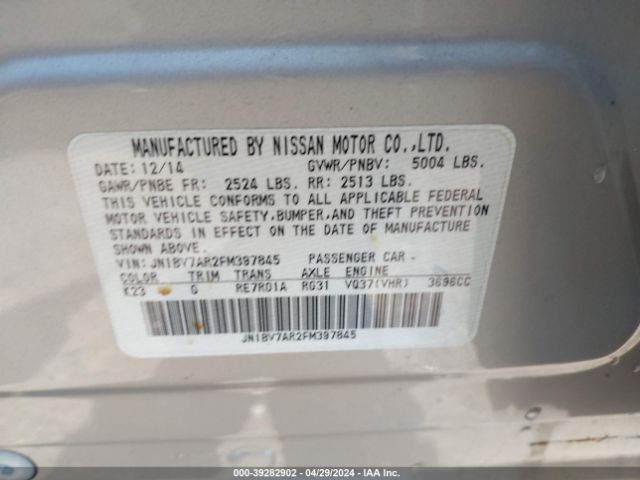 MANUFACTURED BY NISSAN MOTOR CO.,LTD.
DATE: 12/14 GVWR/PNBV: 5004 LBS.
GAWR/PNBE FR: 2524 LBS. RR: 2513 LBS.
THIS VEHICLE CONFORMS TO ALL APPLICABLE FEDERAL
MOTOR VEHICLE SAFETY,BUMPER,AND THEFT PREVENTION
STANDARDS IN EFFECT ON THE DATE OF MANUFACTURE
SHOWN ABOVE.
VIN: JN1BV7AR2FM397845 PASSENGER CAR
COLOR TRIM TRANS AXLE ENGINE
K23 G RE7R01A RG31 VQ37(VHR) 3696CC
JN1BV7AR2FM397845
000-39282902 - 04/29/2024 - IAA Inc.